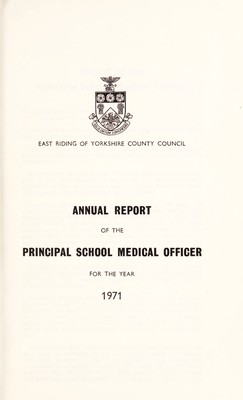 EAST RIDING OF YORKSHIRE COUNTY COUNCIL
ANNUAL REPORT
OF THE
PRINCIPAL SCHOOL MEDICAL OFFICER
FOR THE YEAR
1971